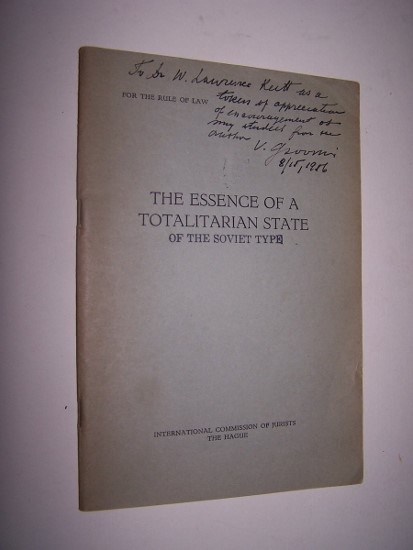 To Dr W. Lawrence as a
FOR THE RULE OF LAW token of appreciation
of encouragement of
my studies from the
author V.
8/15, 1956
THE ESSENCE OF A
TOTALITARIAN STATE
OF THE SOVIET TYPE
INTERNATIONAL COMMISSION OF JURISTS
THE HAGUE